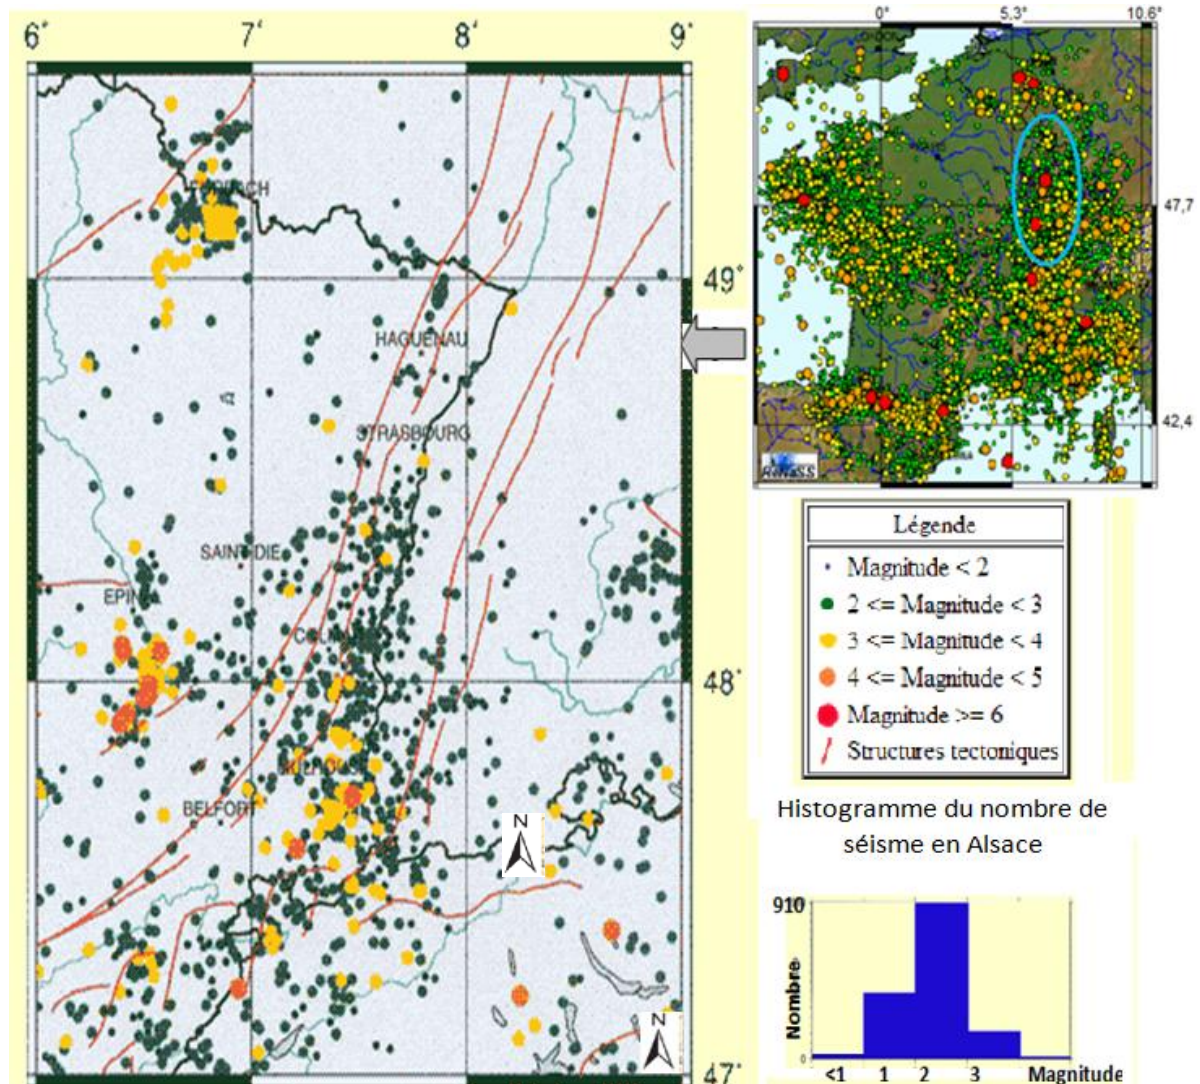 6° 7° 8° 9°
0° 5.3° 10.6°
47,7
49°
HAGUENAU
STRASBOURG
42,4
SAINT DIE
Légende
Magnitude < 2
2 <= Magnitude < 3
3 <= Magnitude < 4
4 <= Magnitude < 5
Magnitude >= 6
Structures tectoniques
48°
BELFORT
N
N
47°
Histogramme du nombre de
séisme en Alsace
910
Nombre
0
<1 1 2 3 Magnitude